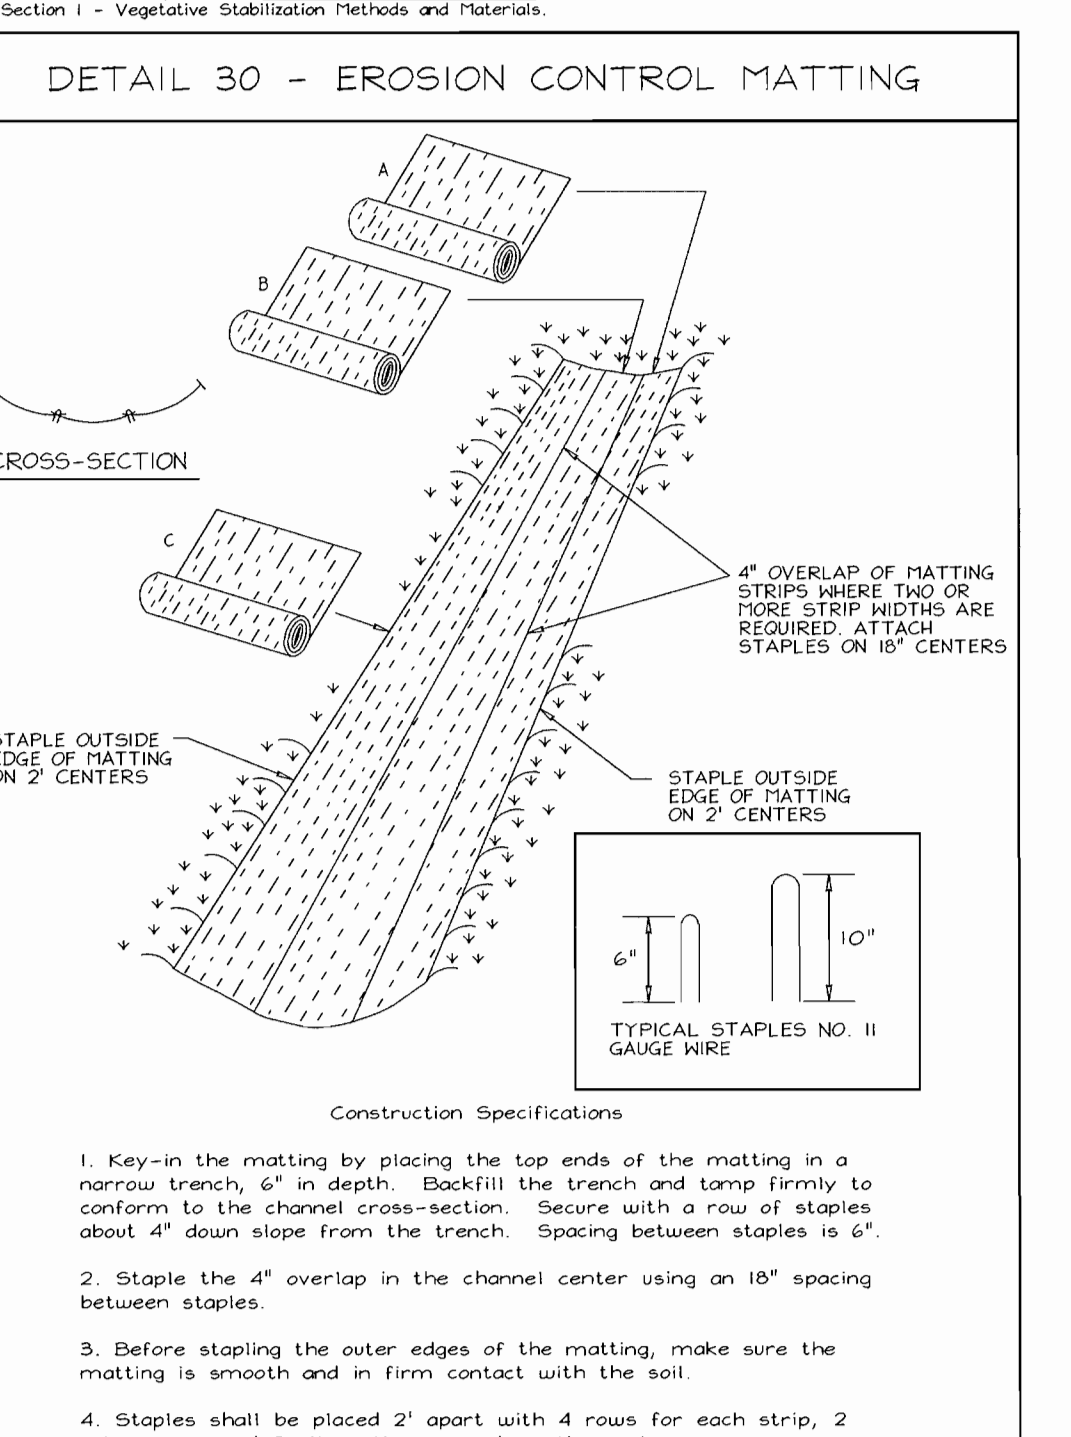 Section 1 - Vegetative Stabilization Methods and Materials.
DETAIL 30 - EROSION CONTROL MATTING
A
B
CROSS-SECTION
C
4" OVERLAP OF MATTING
STRIPS WHERE TWO OR
MORE STRIP WIDTHS ARE
REQUIRED. ATTACH
STAPLES ON 18" CENTERS
STAPLE OUTSIDE
EDGE OF MATTING
ON 2' CENTERS
STAPLE OUTSIDE
EDGE OF MATTING
ON 2' CENTERS
6"
10"
TYPICAL STAPLES NO. 11
GAUGE WIRE
Construction Specifications
1. Key-in the matting by placing the top ends of the matting in a
narrow trench, 6" in depth. Backfill the trench and tamp firmly to
conform to the channel cross-section. Secure with a row of staples
about 4" down slope from the trench. Spacing between staples is 6".
2. Staple the 4" overlap in the channel center using an 18" spacing
between staples.
3. Before stapling the outer edges of the matting, make sure the
matting is smooth and in firm contact with the soil.
4. Staples shall be placed 2' apart with 4 rows for each strip, 2